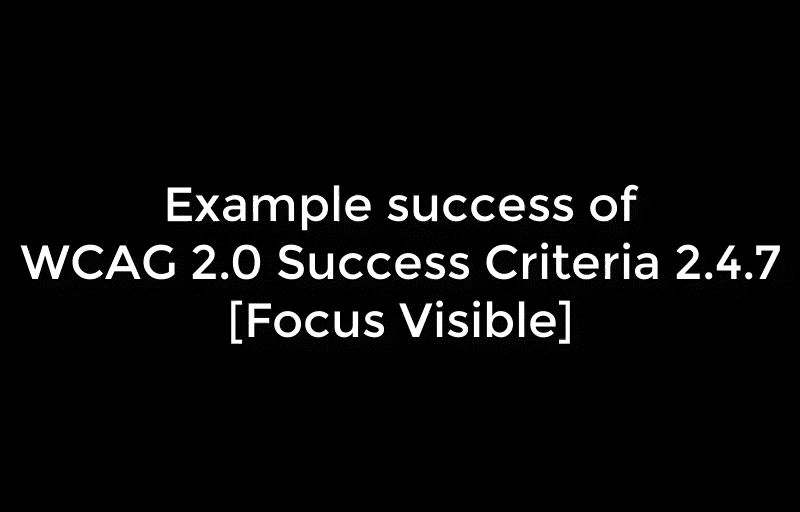 Example success of
WCAG 2.0 Success Criteria 2.4.7
[Focus Visible]